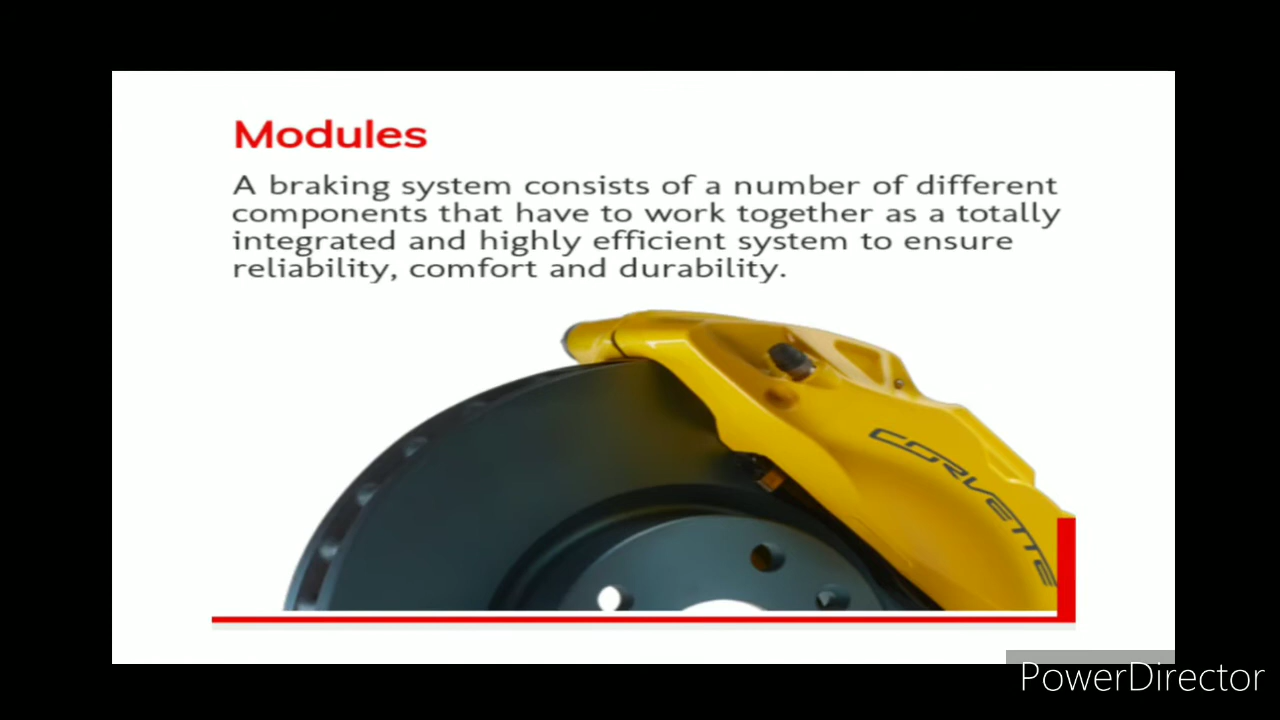 Modules
A braking system consists of a number of different
components that have to work together as a totally
integrated and highly efficient system to ensure
reliability, comfort and durability.
CORVETTE
PowerDirector